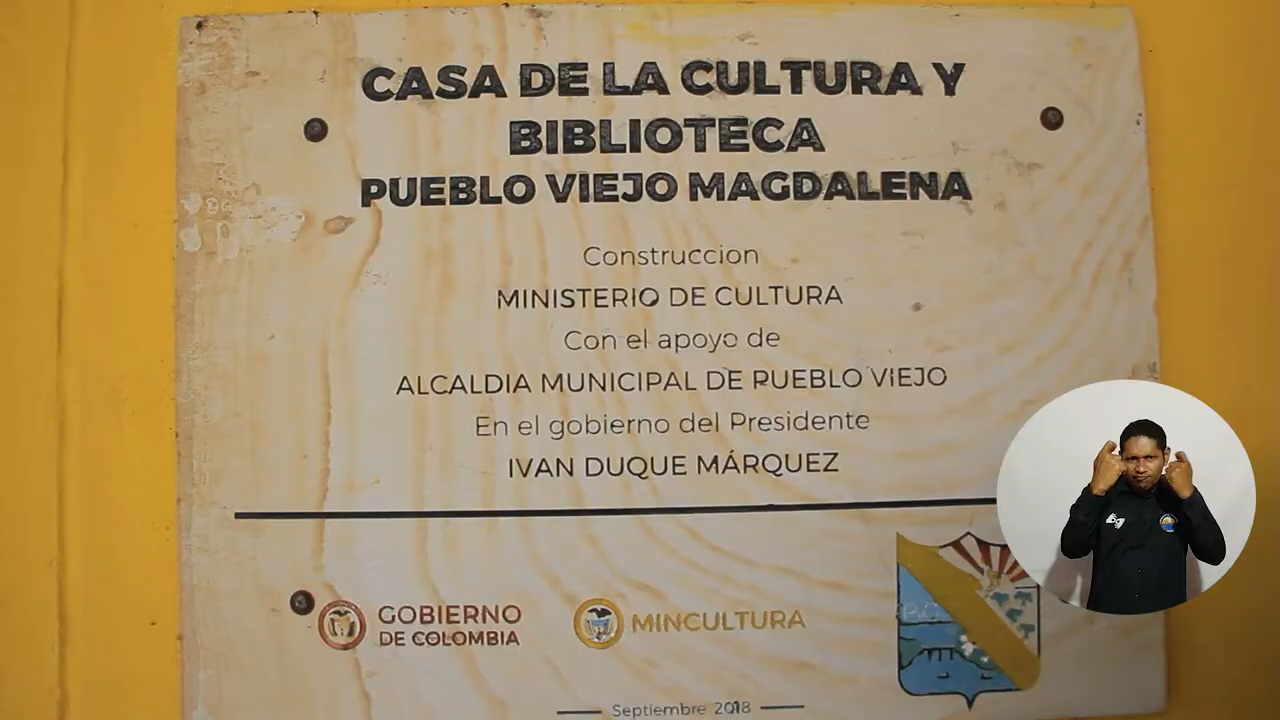 CASA DE LA CULTURA Y
BIBLIOTECA
PUEBLO VIEJO MAGDALENA
Construccion
MINISTERIO DE CULTURA
Con el apoyo de
ALCALDIA MUNICIPAL DE PUEBLO VIEJO
En el gobierno del Presidente
IVAN DUQUE MÁRQUEZ
GOBIERNO
DE COLOMBIA
MINCULTURA
Septiembre 2018